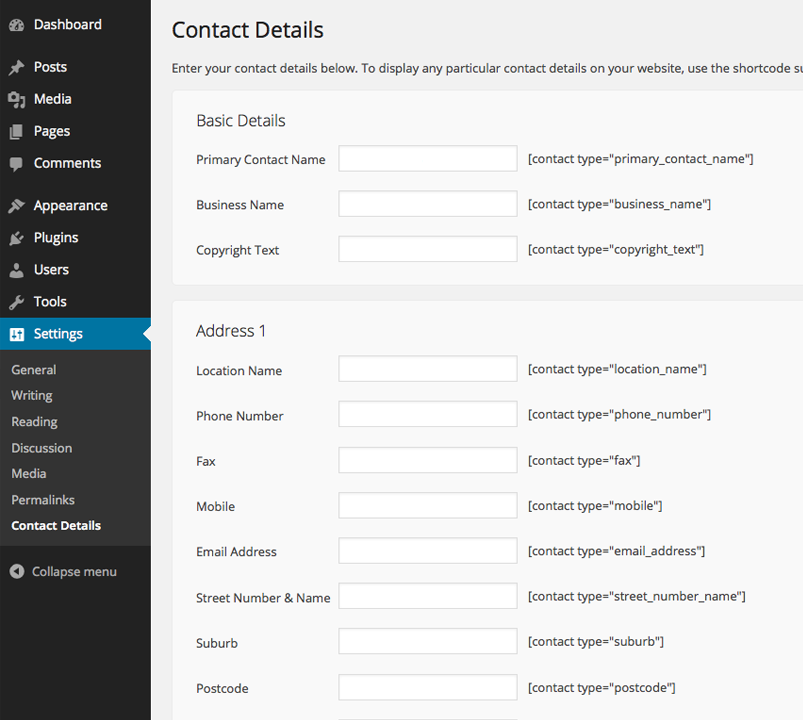 Dashboard
Posts
Media
Pages
Comments
Appearance
Plugins
Users
Tools
Settings
General
Writing
Reading
Discussion
Media
Permalinks
Contact Details
Collapse menu
Contact Details
Enter your contact details below. To display any particular contact details on your website, use the shortcode
Basic Details
Primary Contact Name [contact type="primary_contact_name"]
Business Name [contact type="business_name"]
Copyright Text [contact type="copyright_text"]
Address 1
Location Name [contact type="location_name"]
Phone Number [contact type="phone_number"]
Fax [contact type="fax"]
Mobile [contact type="mobile"]
Email Address [contact type="email_address"]
Street Number & Name [contact type="street_number_name"]
Suburb [contact type="suburb"]
Postcode [contact type="postcode"]